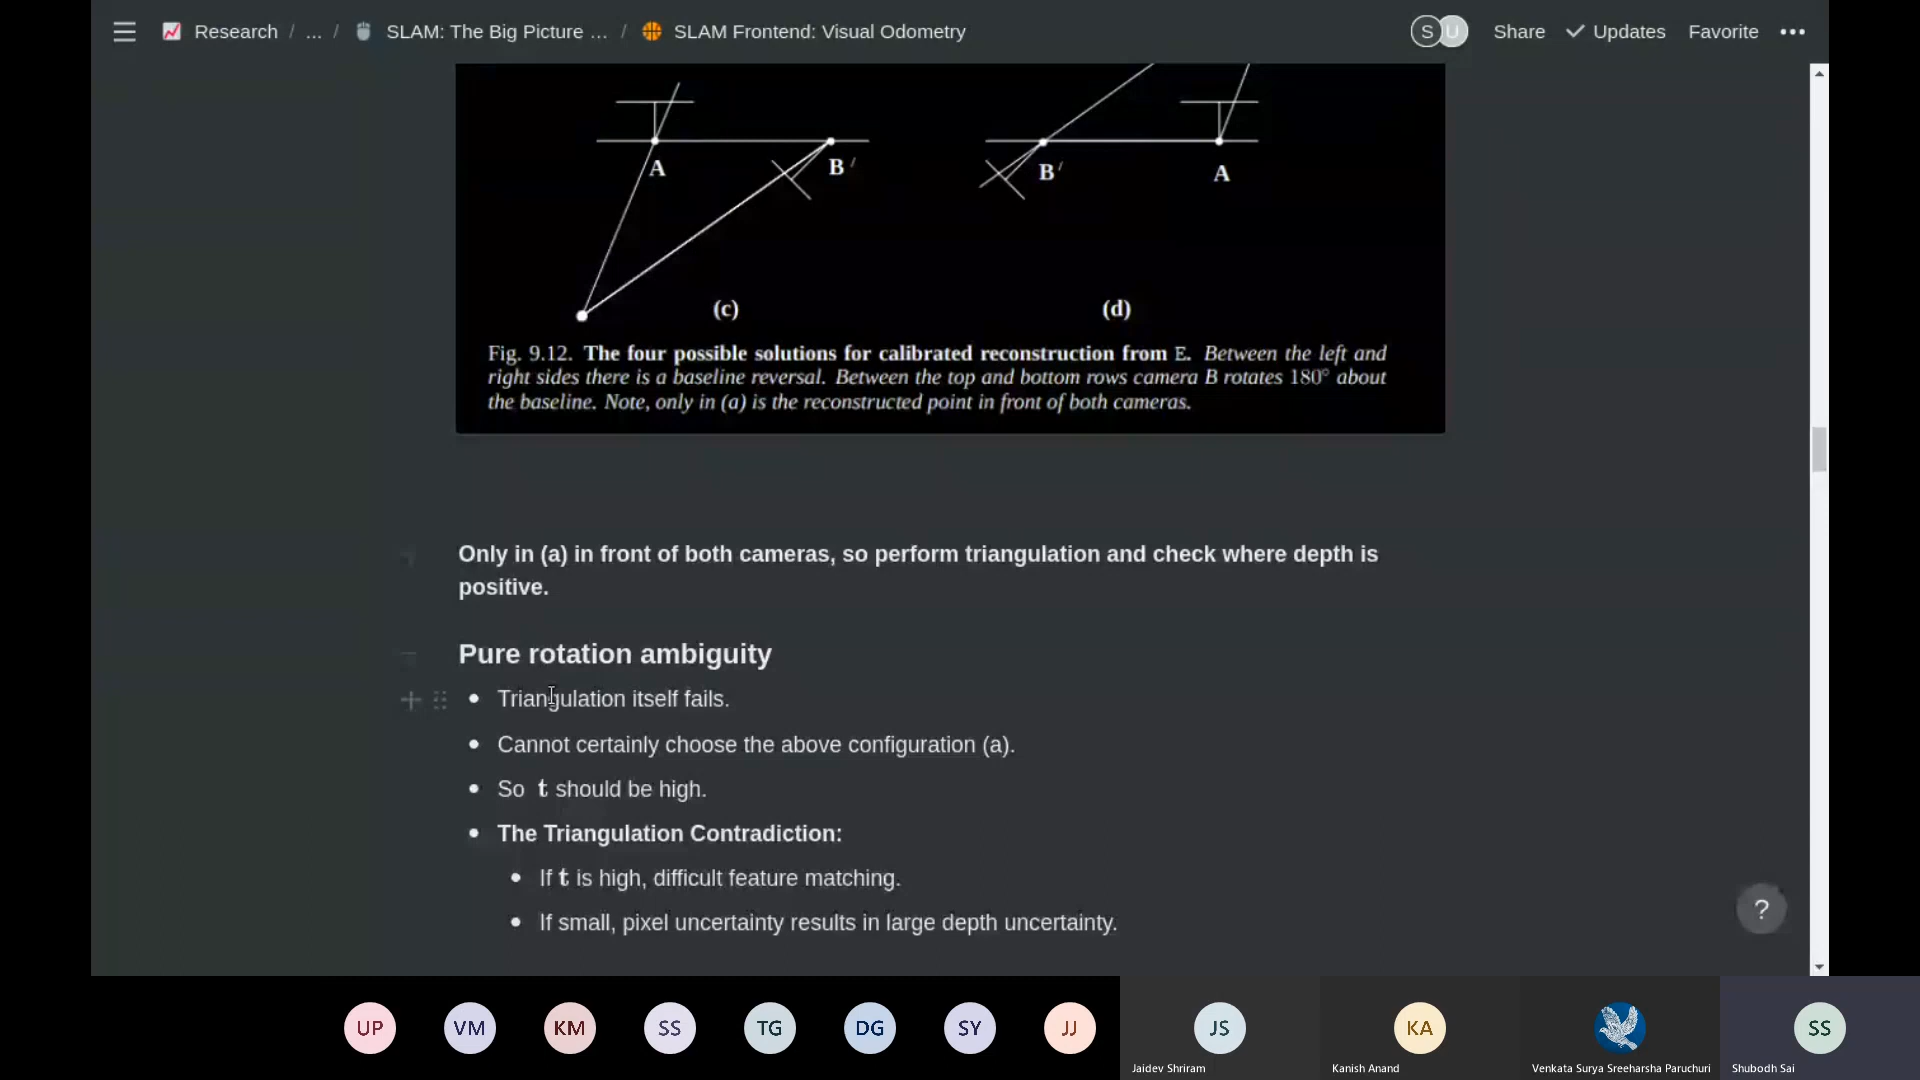 Research / ... / SLAM: The Big Picture ... / SLAM Frontend: Visual Odometry
S U Share Updates Favorite •••
A B / B / A
(c) (d)
Fig. 9.12. The four possible solutions for calibrated reconstruction from E. Between the left and
right sides there is a baseline reversal. Between the top and bottom rows camera B rotates 180° about
the baseline. Note, only in (a) is the reconstructed point in front of both cameras.
Only in (a) in front of both cameras, so perform triangulation and check where depth is
positive.
Pure rotation ambiguity
• Triangulation itself fails.
• Cannot certainly choose the above configuration (a).
• So t should be high.
• The Triangulation Contradiction:
• If t is high, difficult feature matching.
• If small, pixel uncertainty results in large depth uncertainty.
?
UP VM KM SS TG DG SY JJ JS KA SS
Jaidev Shriram Kanish Anand Venkata Surya Sreeharsha Paruchuri Shubodh Sai